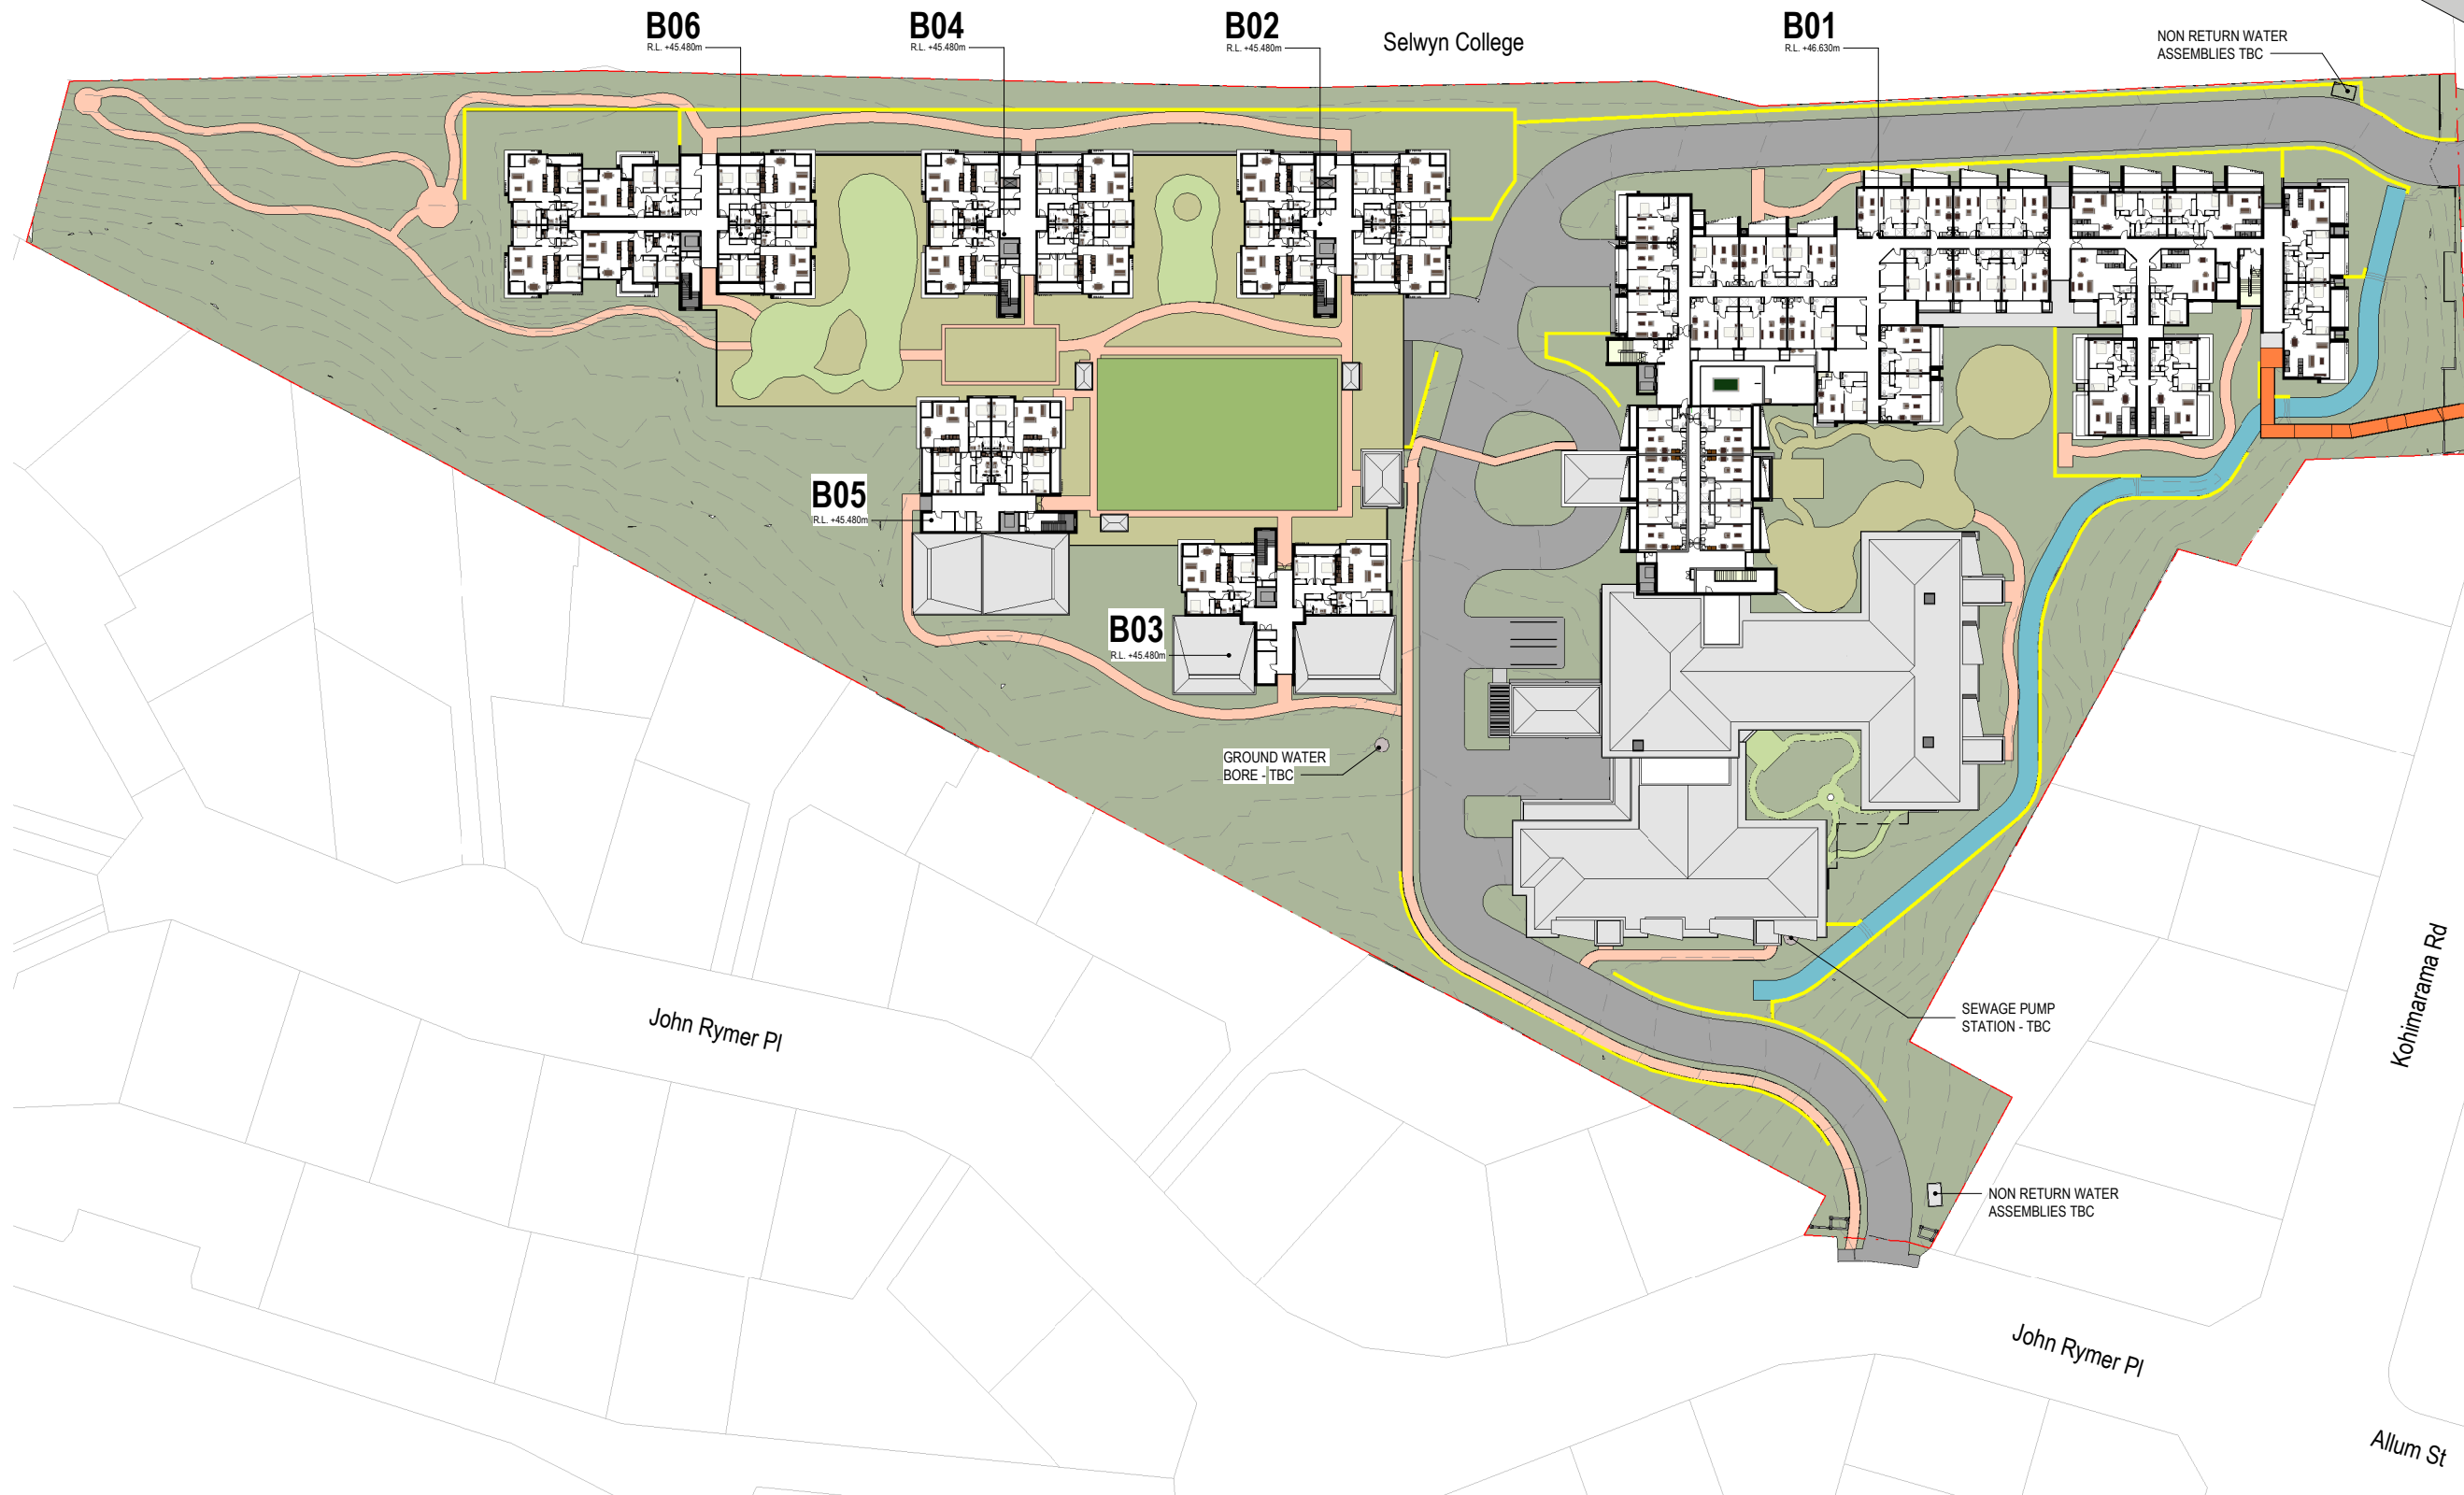 B06
R.L. +45.480m
B04
R.L. +45.480m
B02
R.L. +45.480m
Selwyn College
B01
R.L. +46.630m
NON RETURN WATER
ASSEMBLIES TBC
B05
R.L. +45.480m
B03
R.L. +45.480m
GROUND WATER
BORE - TBC
SEWAGE PUMP
STATION - TBC
Kohimarama Rd
John Rymer Pl
NON RETURN WATER
ASSEMBLIES TBC
John Rymer Pl
Allum St